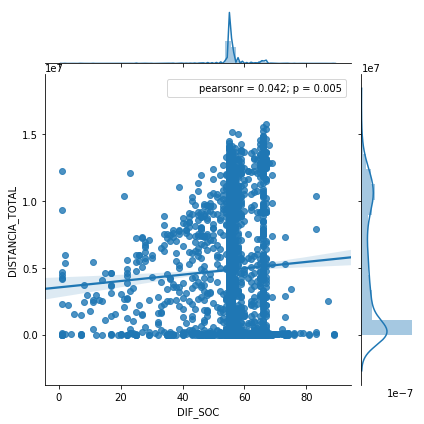 1e7
1e7
pearsonr = 0.042; p = 0.005
1.5
1.0
0.5
0.0
DISTANCIA_TOTAL
0 20 40 60 80
DIF_SOC
1e−7